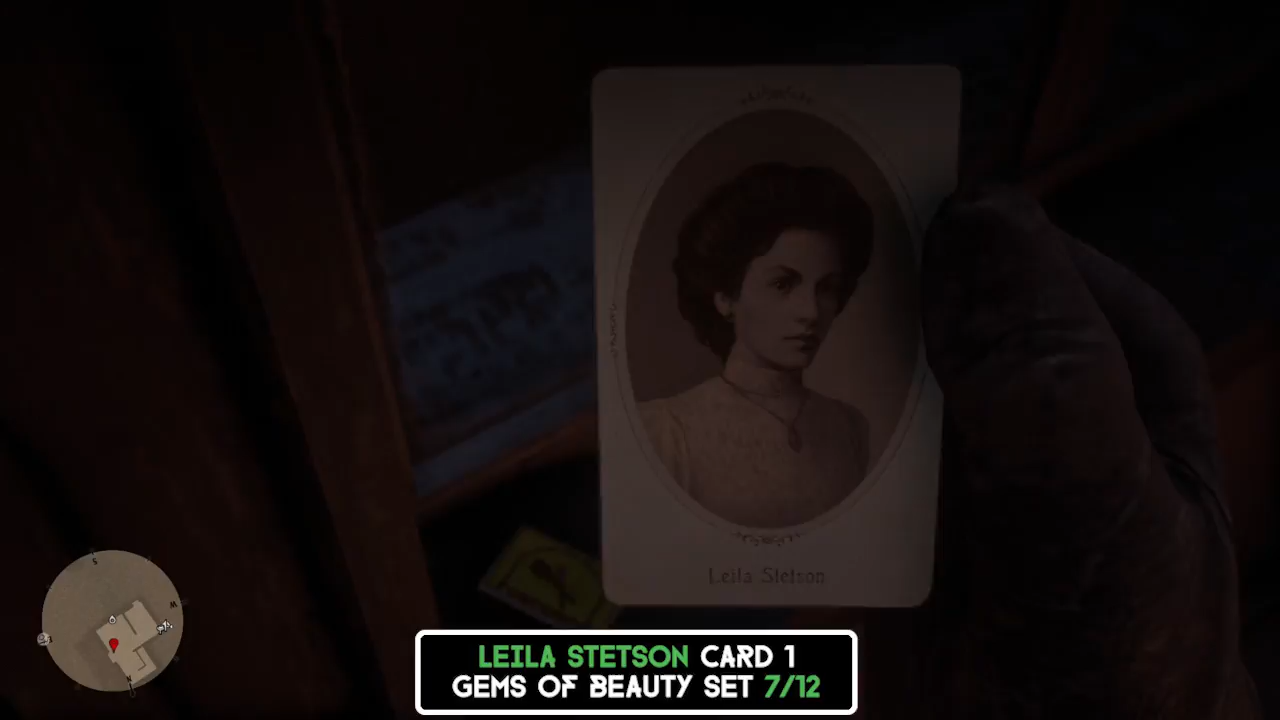 Leila Stetson
LEILA STETSON CARD 1
GEMS OF BEAUTY SET 7/12
S
W
N